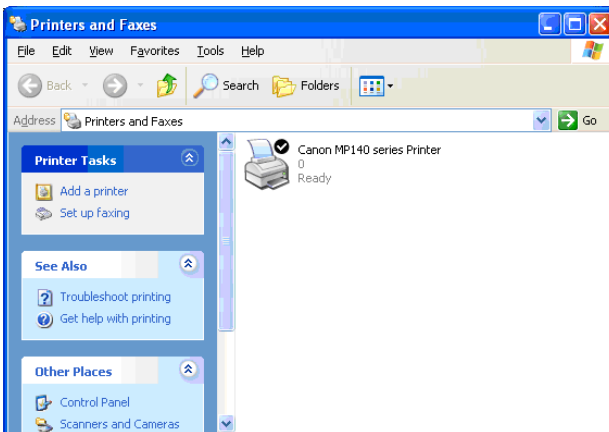 Printers and Faxes
File Edit View Favorites Tools Help
Back Search Folders
Address Printers and Faxes Go
Printer Tasks
Add a printer
Set up faxing
See Also
Troubleshoot printing
Get help with printing
Other Places
Control Panel
Scanners and Cameras
Canon MP140 series Printer
0
Ready